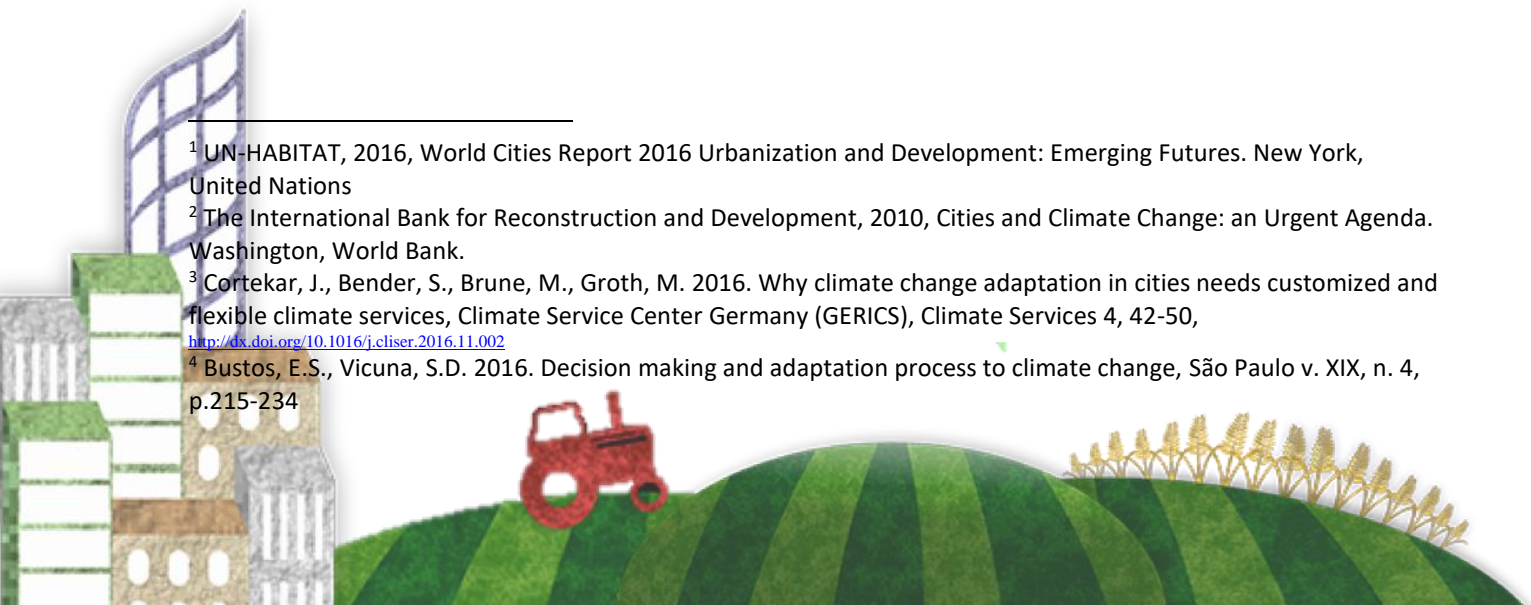 ¹ UN-HABITAT, 2016, World Cities Report 2016 Urbanization and Development: Emerging Futures. New York,
United Nations
² The International Bank for Reconstruction and Development, 2010, Cities and Climate Change: an Urgent Agenda.
Washington, World Bank.
³ Cortekar, J., Bender, S., Brune, M., Groth, M. 2016. Why climate change adaptation in cities needs customized and
flexible climate services, Climate Service Center Germany (GERICS), Climate Services 4, 42-50,
http://dx.doi.org/10.1016/j.cliser.2016.11.002
⁴ Bustos, E.S., Vicuna, S.D. 2016. Decision making and adaptation process to climate change, São Paulo v. XIX, n. 4,
p.215-234